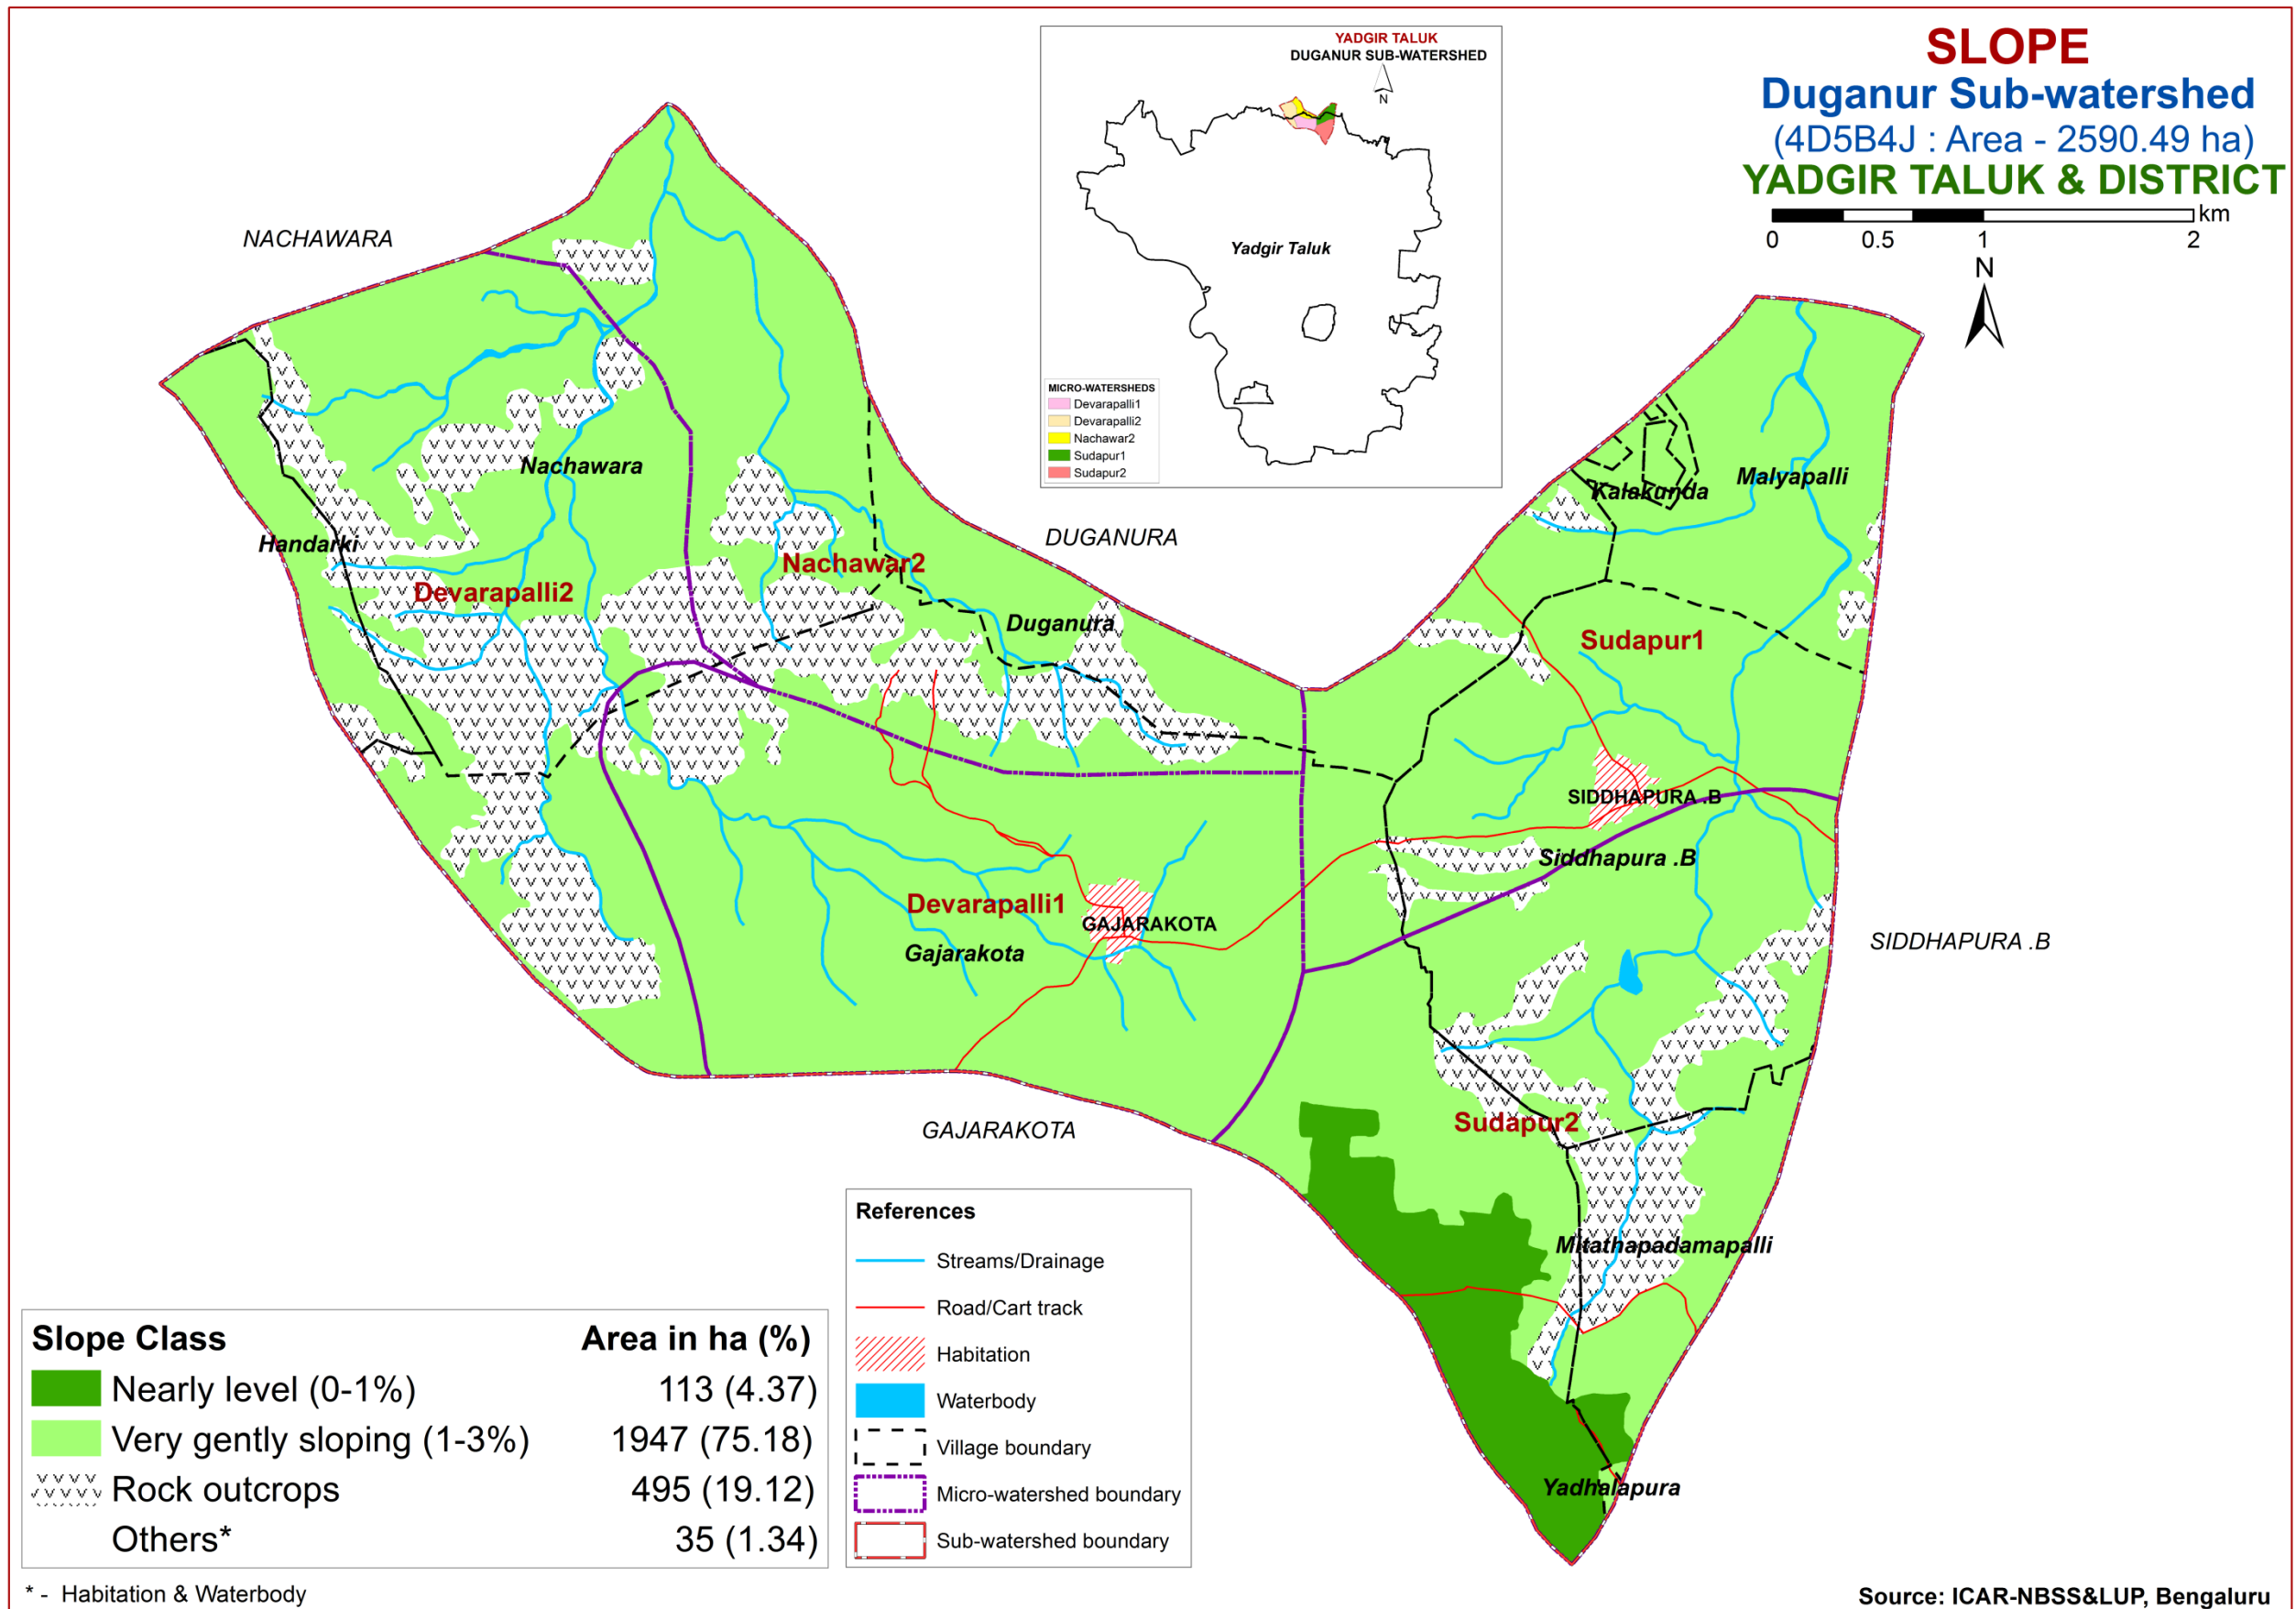 SLOPE
Duganur Sub-watershed
(4D5B4J : Area - 2590.49 ha)
YADGIR TALUK & DISTRICT
km
0 0.5 1 2
N
YADGIR TALUK
DUGANUR SUB-WATERSHED
N
Yadgir Taluk
MICRO-WATERSHEDS
Devarapalli1
Devarapalli2
Nachawar2
Sudapur1
Sudapur2
NACHAWARA
Nachawara
Handarki
Devarapalli2
Nachawar2
DUGANURA
Duganura
Kalakunda
Malyapalli
Sudapur1
SIDDHAPURA .B
Siddhapura .B
Devarapalli1
GAJARAKOTA
Gajarakota
SIDDHAPURA .B
GAJARAKOTA
Sudapur2
Mitathapadamapalli
Yadhalapura
References
Streams/Drainage
Road/Cart track
Habitation
Waterbody
Village boundary
Micro-watershed boundary
Sub-watershed boundary
Slope Class Area in ha (%)
Nearly level (0-1%) 113 (4.37)
Very gently sloping (1-3%) 1947 (75.18)
Rock outcrops 495 (19.12)
Others* 35 (1.34)
* - Habitation & Waterbody
Source: ICAR-NBSS&LUP, Bengaluru